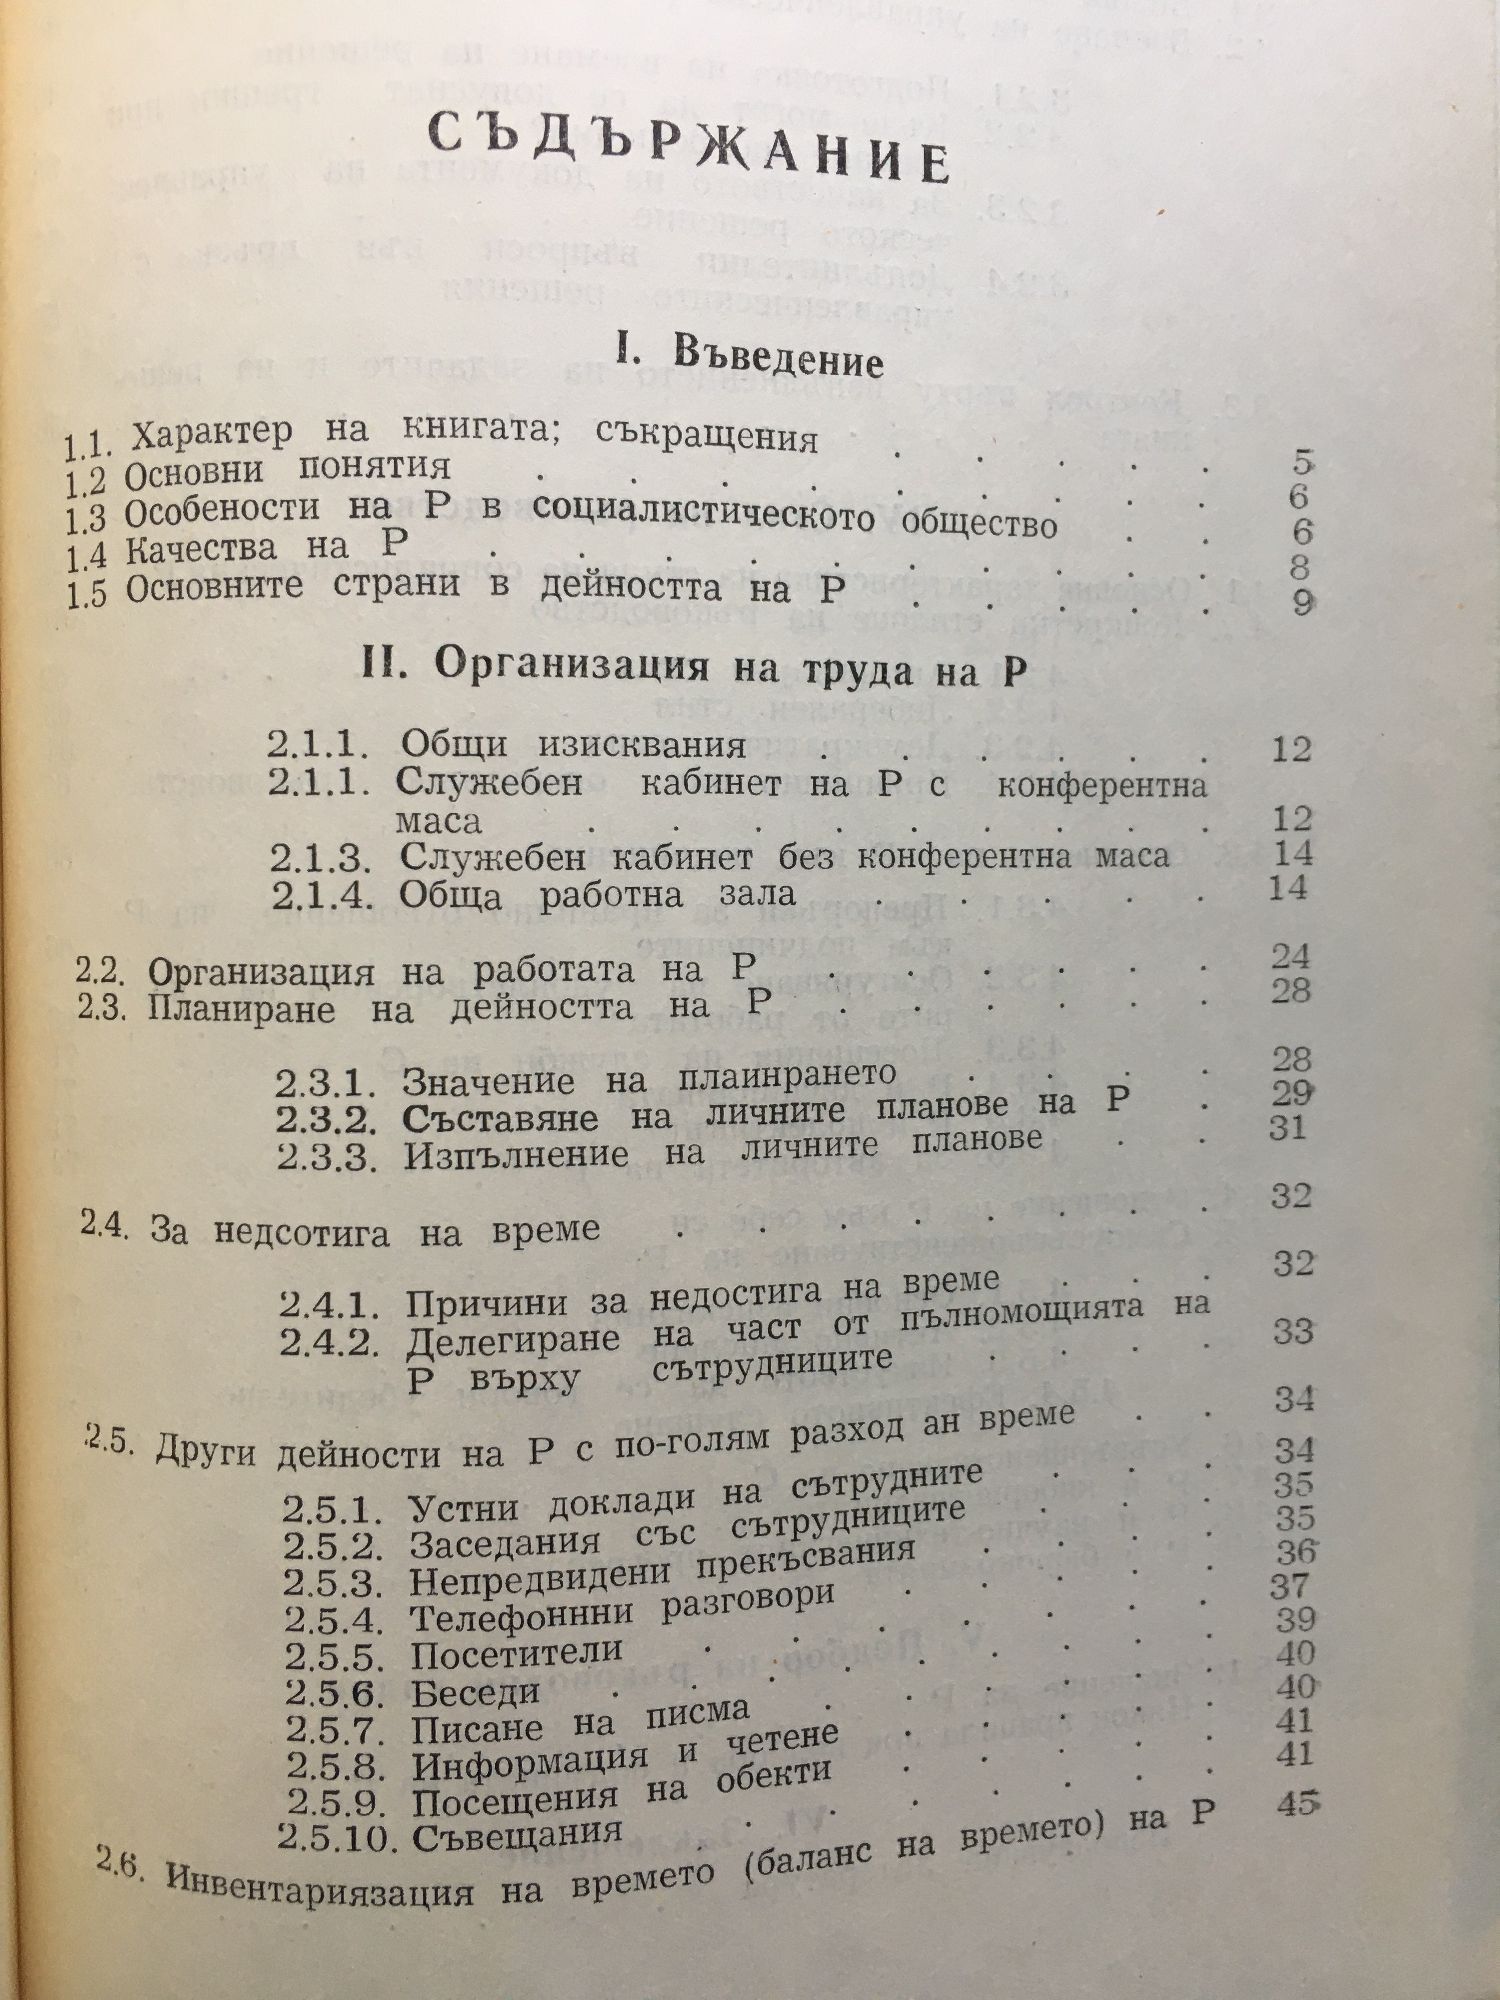 СЪДЪРЖАНИЕ
I. Въведение
1.1. Характер на книгата; съкращения . . . . . 5
1.2 Основни понятия . . . . . . . . . 6
1.3 Особености на Р в социалистическото общество . . 6
1.4 Качества на Р . . . . . . . . . . 8
1.5 Основните страни в дейността на Р . . . . . 9
II. Организация на труда на Р
2.1.1. Общи изисквания . . . . . . 12
2.1.1. Служебен кабинет на Р с конферентна
маса . . . . . . . . . 12
2.1.3. Служебен кабинет без конферентна маса 14
2.1.4. Обща работна зала . . . . . 14
2.2. Организация на работата на Р . . . . . . 24
2.3. Планиране на дейността на Р . . . . . . 28
2.3.1. Значение на плаинрането . . . . 28
2.3.2. Съставяне на личните планове на Р . 29
2.3.3. Изпълнение на личните планове . . 31
2.4. За недсотига на време . . . . . . . . 32
2.4.1. Причини за недостига на време . . . 32
2.4.2. Делегиране на част от пълномощията на
Р върху сътрудниците . . . . 33
2.5. Други дейности на Р с по-голям разход ан време . . 34
2.5.1. Устни доклади на сътрудните . . . 34
2.5.2. Заседания със сътрудниците . . . 35
2.5.3. Непредвидени прекъсвания . . . . 35
2.5.4. Телефоннни разговори . . . . . 36
2.5.5. Посетители . . . . . . . 37
2.5.6. Беседи . . . . . . . . 39
2.5.7. Писане на писма . . . . . . 40
2.5.8. Информация и четене . . . . . 40
2.5.9. Посещения на обекти . . . . . 41
2.5.10. Съвещания . . . . . . . 41
2.6. Инвентариязация на времето (баланс на времето) на Р 45